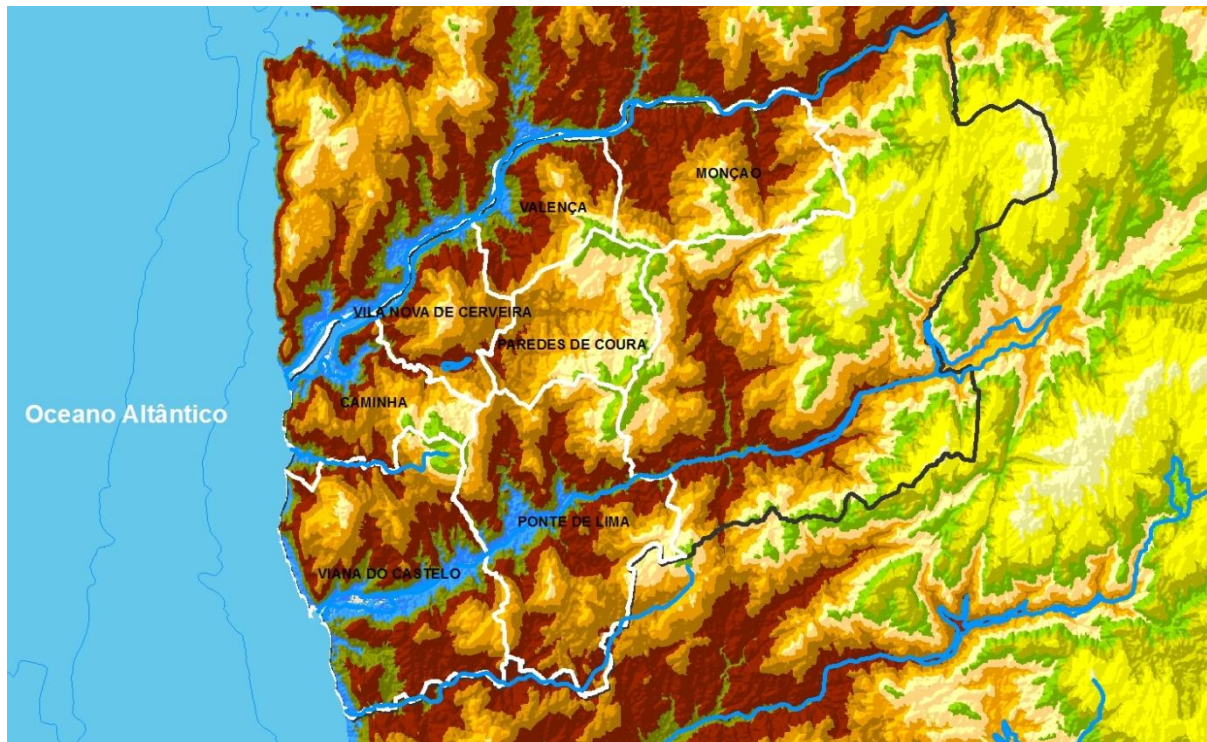 MONÇAO
VALENÇA
VILA NOVA DE CERVEIRA
PAREDES DE COURA
CAMINHA
Oceano Altântico
PONTE DE LIMA
VIANA DO CASTELO